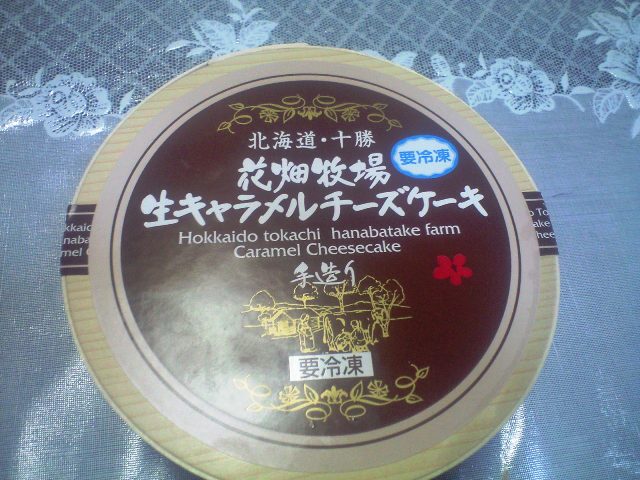 北海道・十勝
花畑牧場
要冷凍
生キャラメルチーズケーキ
Hokkaido tokachi hanabatake farm
Caramel Cheesecake
手造り
要冷凍